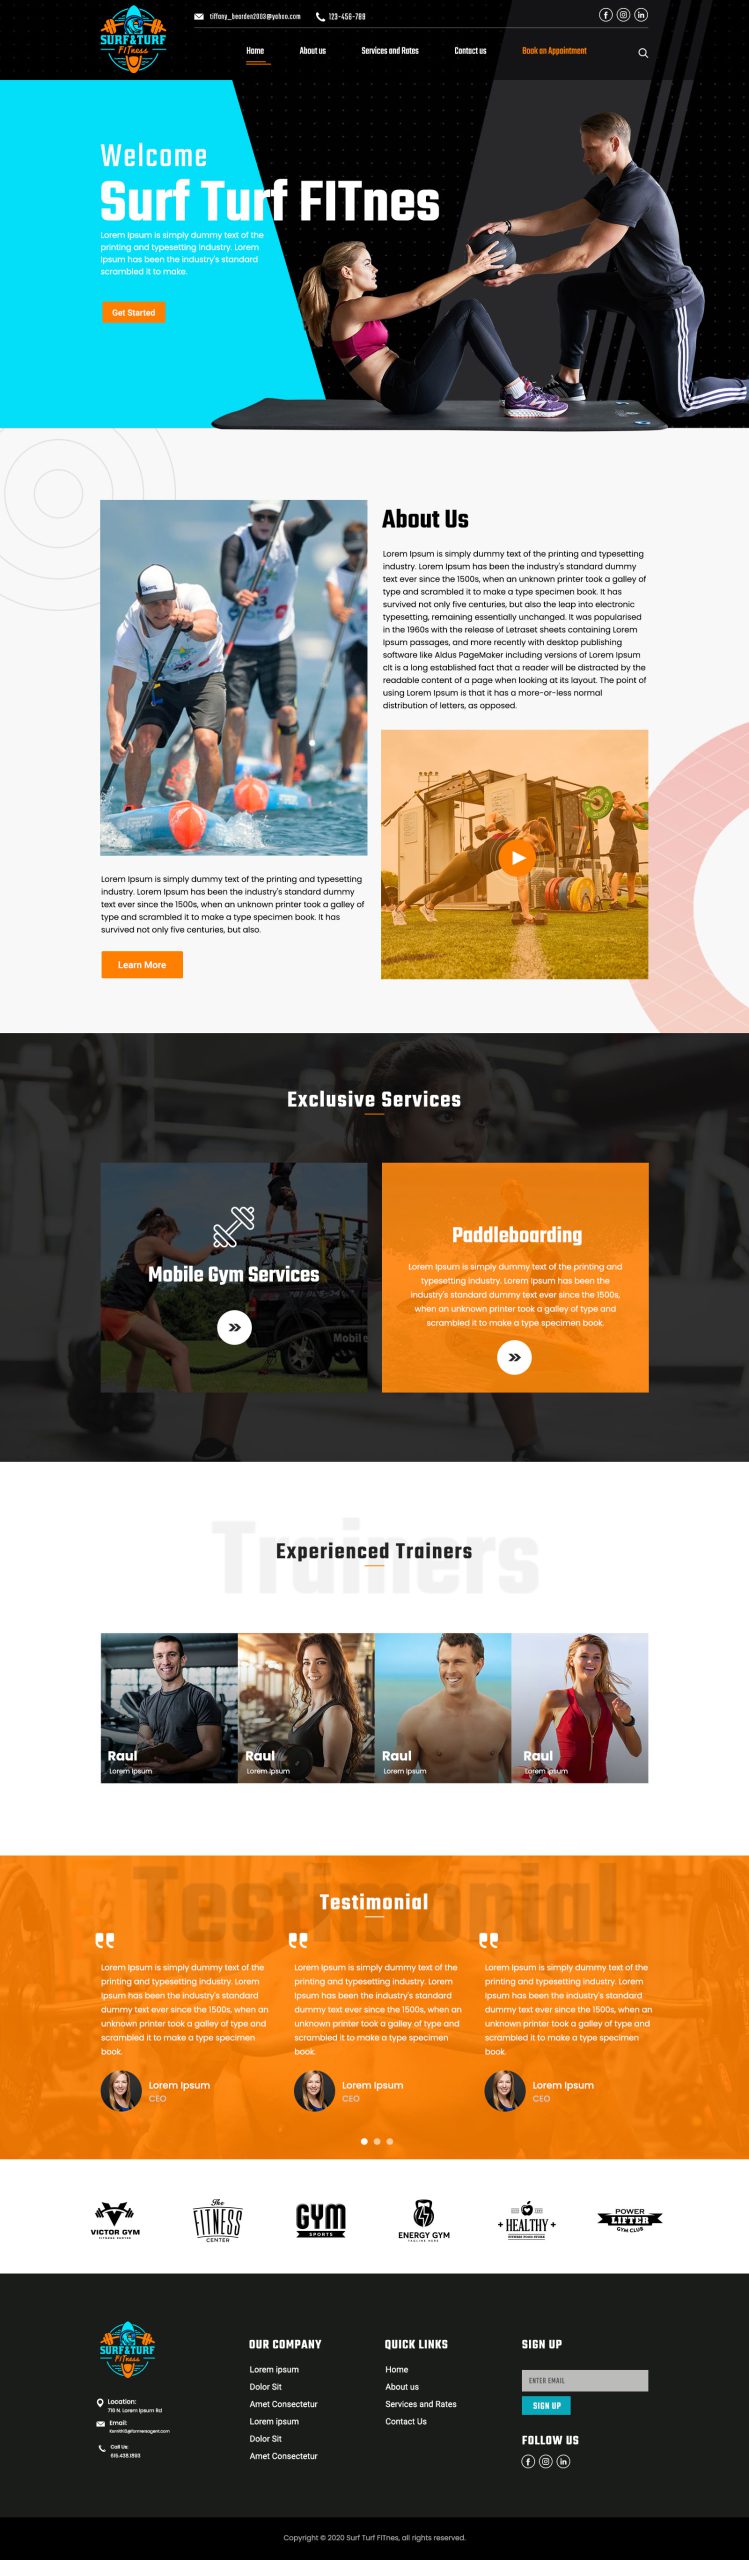 SURF&TURF
FITness
tiffany_bearden2003@yahoo.com
123-456-789
Home
About us
Services and Rates
Contact us
Book an Appointment
Welcome
Surf Turf FITnes
Lorem Ipsum is simply dummy text of the
printing and typesetting industry. Lorem
Ipsum has been the industry's standard
scrambled it to make.
Get Started
About Us
Lorem Ipsum is simply dummy text of the printing and typesetting
industry. Lorem Ipsum has been the industry's standard dummy
text ever since the 1500s, when an unknown printer took a galley of
type and scrambled it to make a type specimen book. It has
survived not only five centuries, but also the leap into electronic
typesetting, remaining essentially unchanged. It was popularised
in the 1960s with the release of Letraset sheets containing Lorem
Ipsum passages, and more recently with desktop publishing
software like Aldus PageMaker including versions of Lorem Ipsum
cIt is a long established fact that a reader will be distracted by the
readable content of a page when looking at its layout. The point of
using Lorem Ipsum is that it has a more-or-less normal
distribution of letters, as opposed.
Lorem Ipsum is simply dummy text of the printing and typesetting
industry. Lorem Ipsum has been the industry's standard dummy
text ever since the 1500s, when an unknown printer took a galley of
type and scrambled it to make a type specimen book. It has
survived not only five centuries, but also.
Learn More
Exclusive Services
Mobile Gym Services
Paddleboarding
Lorem Ipsum is simply dummy text of the printing and
typesetting industry. Lorem Ipsum has been the
industry's standard dummy text ever since the 1500s,
when an unknown printer took a galley of type and
scrambled it to make a type specimen book.
Trainers
Experienced Trainers
Raul
Lorem Ipsum
Raul
Lorem Ipsum
Raul
Lorem Ipsum
Raul
Lorem Ipsum
Testimonial
Testimonial
Lorem Ipsum is simply dummy text of the
printing and typesetting industry. Lorem
Ipsum has been the industry's standard
dummy text ever since the 1500s, when an
unknown printer took a galley of type and
scrambled it to make a type specimen
book.
Lorem Ipsum
CEO
Lorem Ipsum is simply dummy text of the
printing and typesetting industry. Lorem
Ipsum has been the industry's standard
dummy text ever since the 1500s, when an
unknown printer took a galley of type and
scrambled it to make a type specimen
book.
Lorem Ipsum
CEO
Lorem Ipsum is simply dummy text of the
printing and typesetting industry. Lorem
Ipsum has been the industry's standard
dummy text ever since the 1500s, when an
unknown printer took a galley of type and
scrambled it to make a type specimen
book.
Lorem Ipsum
CEO
VICTOR GYM
FITNESS CENTER
The
FITNESS
CENTER
GYM
SPORTS
ENERGY GYM
TAGLINE HERE
HEALTHY
FITNESS FOOD STORE
POWER
LIFTER
GYM CLUB
SURF&TURF
FITness
Location:
710 N. Lorem Ipsum Rd
Email:
Call Us:
615.438.1893
OUR COMPANY
Lorem ipsum
Dolor Sit
Amet Consectetur
Lorem ipsum
Dolor Sit
Amet Consectetur
QUICK LINKS
Home
About us
Services and Rates
Contact Us
SIGN UP
ENTER EMAIL
SIGN UP
FOLLOW US
Copyright © 2020 Surf Turf FITnes, all rights reserved.